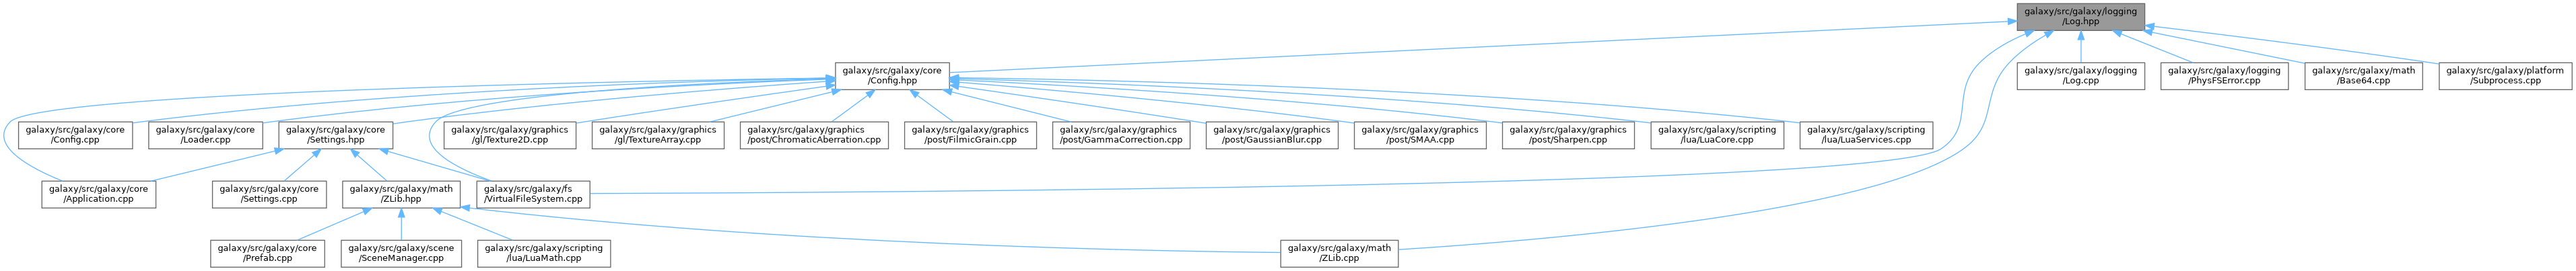 galaxy/src/galaxy/logging
/Log.hpp
galaxy/src/galaxy/core
/Config.hpp
galaxy/src/galaxy/logging
/Log.cpp
galaxy/src/galaxy/logging
/PhysFSError.cpp
galaxy/src/galaxy/math
/Base64.cpp
galaxy/src/galaxy/platform
/Subprocess.cpp
galaxy/src/galaxy/core
/Config.cpp
galaxy/src/galaxy/core
/Loader.cpp
galaxy/src/galaxy/core
/Settings.hpp
galaxy/src/galaxy/graphics
/gl/Texture2D.cpp
galaxy/src/galaxy/graphics
/gl/TextureArray.cpp
galaxy/src/galaxy/graphics
/post/ChromaticAberration.cpp
galaxy/src/galaxy/graphics
/post/FilmicGrain.cpp
galaxy/src/galaxy/graphics
/post/GammaCorrection.cpp
galaxy/src/galaxy/graphics
/post/GaussianBlur.cpp
galaxy/src/galaxy/graphics
/post/SMAA.cpp
galaxy/src/galaxy/graphics
/post/Sharpen.cpp
galaxy/src/galaxy/scripting
/lua/LuaCore.cpp
galaxy/src/galaxy/scripting
/lua/LuaServices.cpp
galaxy/src/galaxy/core
/Application.cpp
galaxy/src/galaxy/core
/Settings.cpp
galaxy/src/galaxy/math
/ZLib.hpp
galaxy/src/galaxy/fs
/VirtualFileSystem.cpp
galaxy/src/galaxy/core
/Prefab.cpp
galaxy/src/galaxy/scene
/SceneManager.cpp
galaxy/src/galaxy/scripting
/lua/LuaMath.cpp
galaxy/src/galaxy/math
/ZLib.cpp